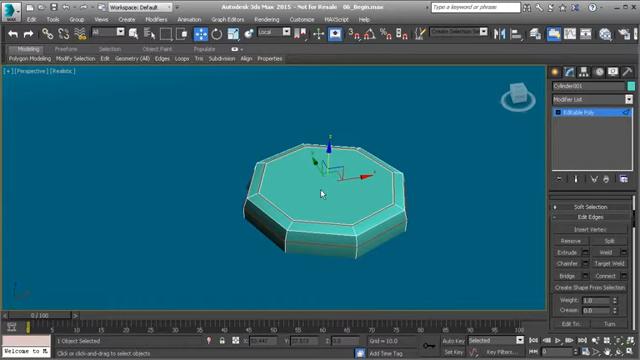 Workspace: Default
Autodesk 3ds Max 2015 - Not for Resale 06_Begin.max
Type a keyword or phrase
Edit Tools Group Views Create Modifiers Animation Graph Editors Rendering Customize MAXScript Help
All
View
Create Selection Se
Modeling Freeform Selection Object Paint Populate
Polygon Modeling Modify Selection Edit Geometry (All) Edges Loops Tris Subdivision Align Properties
[+] [Perspective] [Realistic]
Cylinder001
Modifier List
Editable Poly
Soft Selection
Edit Edges
Insert Vertex
Remove Split
Extrude Weld
Chamfer Target Weld
Bridge Connect
Create Shape From Selection
Weight: 1.0
Crease: 0.0
Edit Tri. Turn
0 / 100
1 Object Selected
Grid = 10.0
Auto Key Selected
Welcome to M
Click or click-and-drag to select objects
Add Time Tag
Set Key Key Filters...